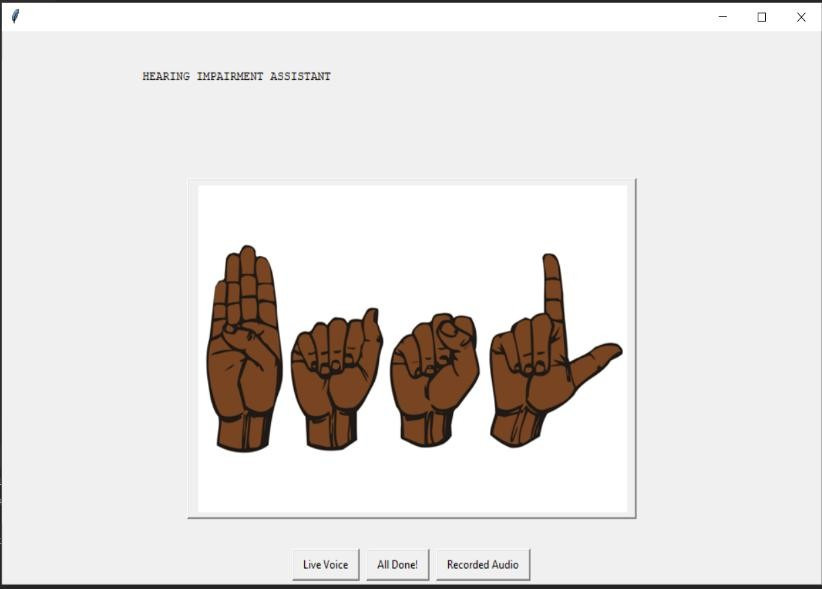 HEARING IMPAIRMENT ASSISTANT
Live Voice
All Done!
Recorded Audio